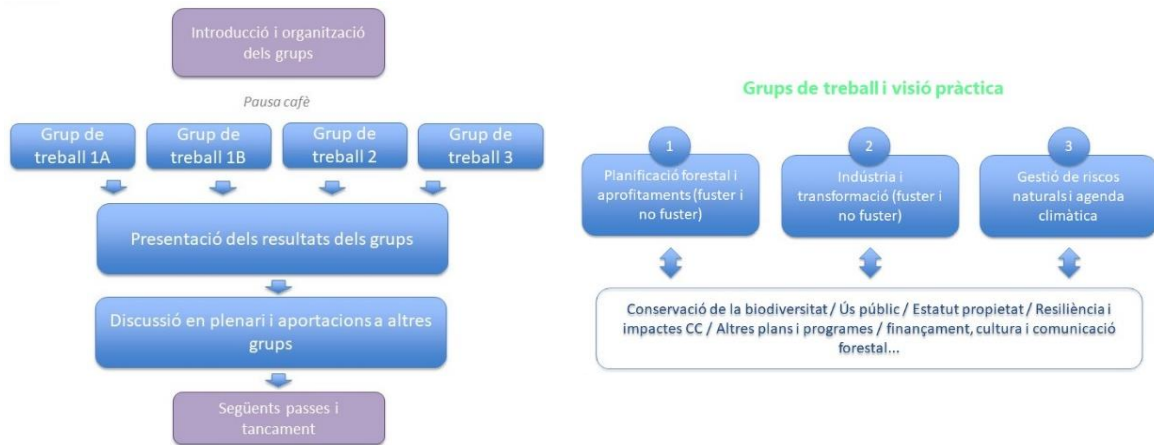 Introducció i organització
dels grups
Pausa cafè
Grup de
treball 1A
Grup de
treball 1B
Grup de
treball 2
Grup de
treball 3
Presentació dels resultats dels grups
Discussió en plenari i aportacions a altres
grups
Següents passes i
tancament
Grups de treball i visió pràctica
1
Planificació forestal i
aprofitaments (fuster i
no fuster)
2
Indústria i
transformació (fuster i
no fuster)
3
Gestió de riscos
naturals i agenda
climàtica
Conservació de la biodiversitat / Ús públic / Estatut propietat / Resiliència i
impactes CC / Altres plans i programes / finançament, cultura i comunicació
forestal...